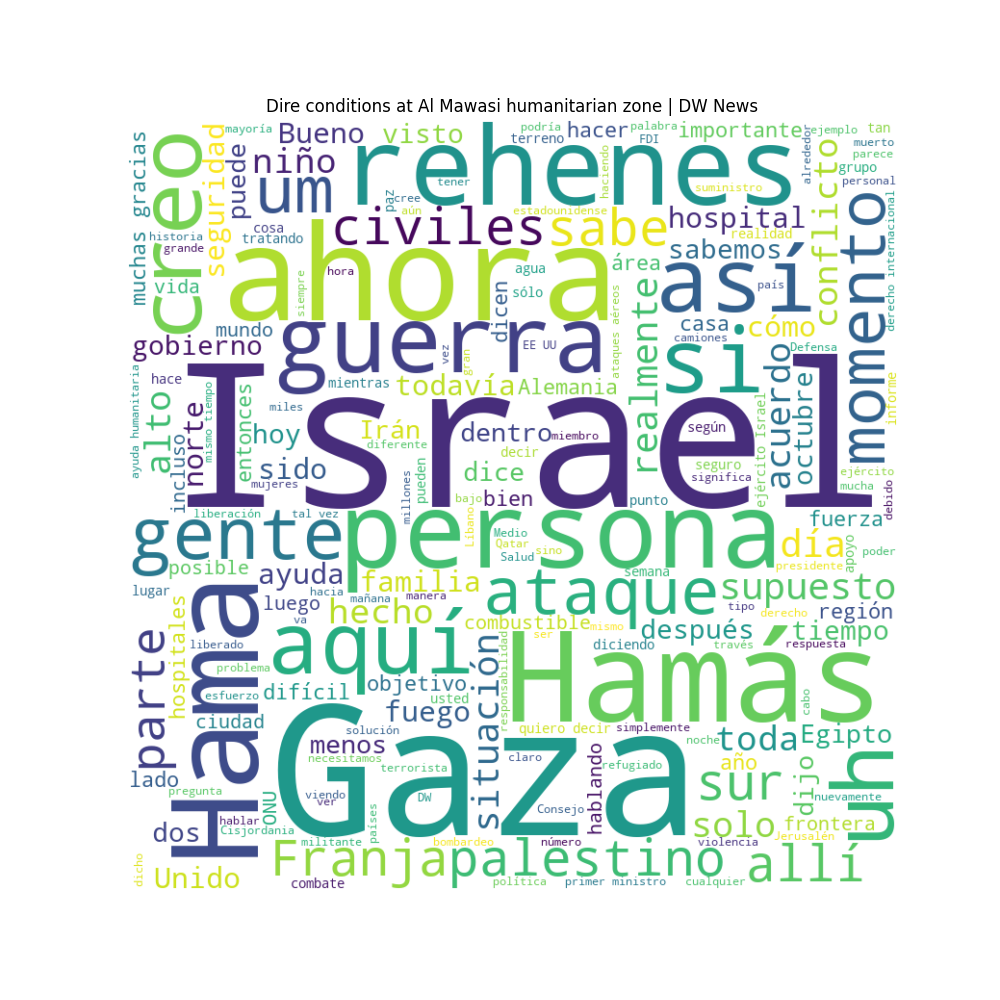 Dire conditions at Al Mawasi humanitarian zone | DW News
mayoría
Bueno
visto
hacer
podría
palabra
importante
ejemplo
tan
terreno
FDI
muerto
alrededor
parece
grupo
personal
muchas gracias
creo
seguridad
puede
niño
um
rehenes
tener
paz
cree
aún
haciendo
suministro
conflicto
momento
derecho internacional
historia
grande
cosa
tratando
civiles
estadounidense
sabe
hospital
realidad
sabemos
vida
siempre
ahora
hora
agua
sólo
dicen
área
así
país
mundo
gobierno
guerra
vez
gran
EE UU
ataques aéreos
realmente
casa
camiones
cómo
si
Defensa
informe
hace
ayuda humanitaria
alto
norte
mismo tiempo
entonces
mientras
todavía
Alemania
acuerdo
octubre
miles
Israel
Irán
dentro
miembro
según
diferente
decir
hoy
incluso
sido
mujeres
dice
seguro
significa
ejército Israel
ejército
mucha
debido
millones
pueden
bajo
bien
punto
liberación
tal vez
gente
persona
Líbano
Medio
Qatar
Salud
sino
día
fuerza
apoyo
poder
posible
ayuda
hacia
familia
semana
presidente
lugar
luego
mañana
manera
ataque
supuesto
va
hecho
combustible
ser
mismo
tipo
derecho
región
Hama
parte
hospitales
liberado
aquí
situación
responsabilidad
después
través
tiempo
respuesta
diciendo
problema
esfuerzo
difícil
objetivo
usted
Hamás
cabo
ciudad
fuego
quiero decir
simplemente
solución
Gaza
menos
necesitamos
claro
noche
toda
Egipto
uh
lado
terrorista
refugiado
año
dijo
pregunta
viendo
ver
DW
hablando
sur
nuevamente
ONU
países
Consejo
dos
hablar
Cisjordania
solo
Jerusalén
frontera
militante
bombardeo
número
violencia
dicho
Unido
Franja
palestino
allí
combate
política
primer ministro
cualquier